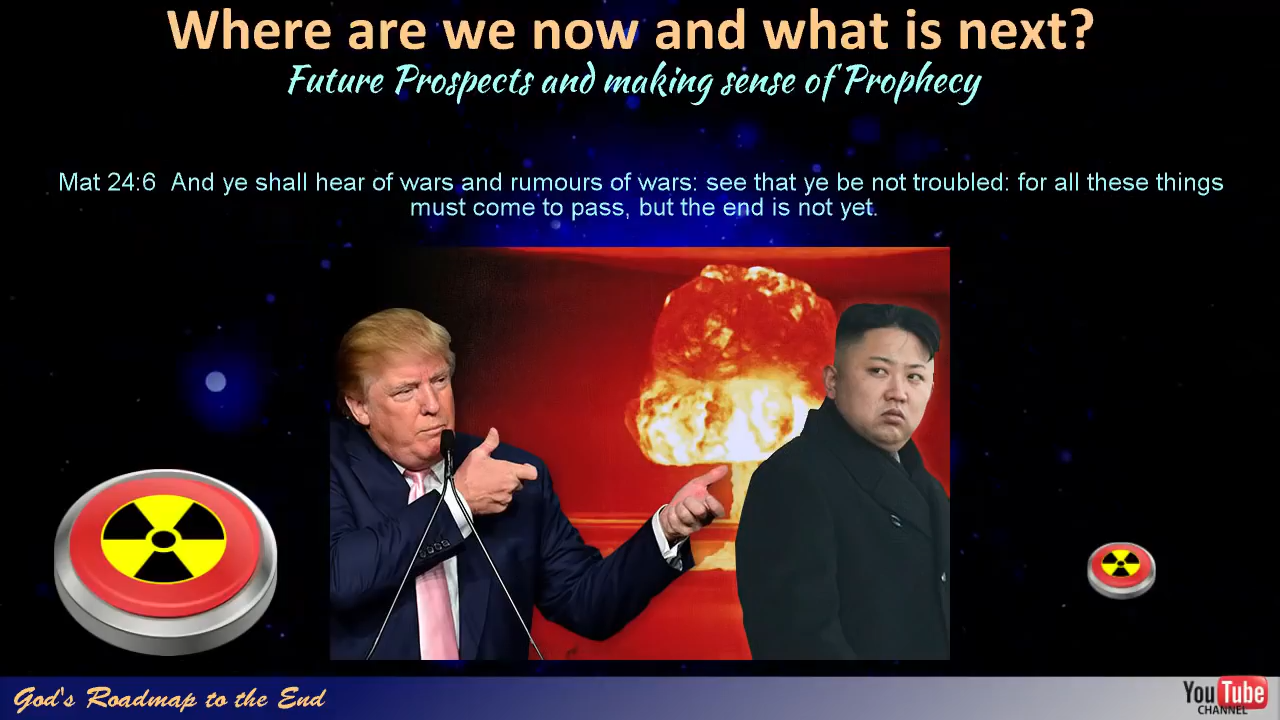 Where are we now and what is next?
Future Prospects and making sense of Prophecy
Mat 24:6  And ye shall hear of wars and rumours of wars: see that ye be not troubled: for all these things
must come to pass, but the end is not yet.
God's Roadmap to the End
YouTube
CHANNEL